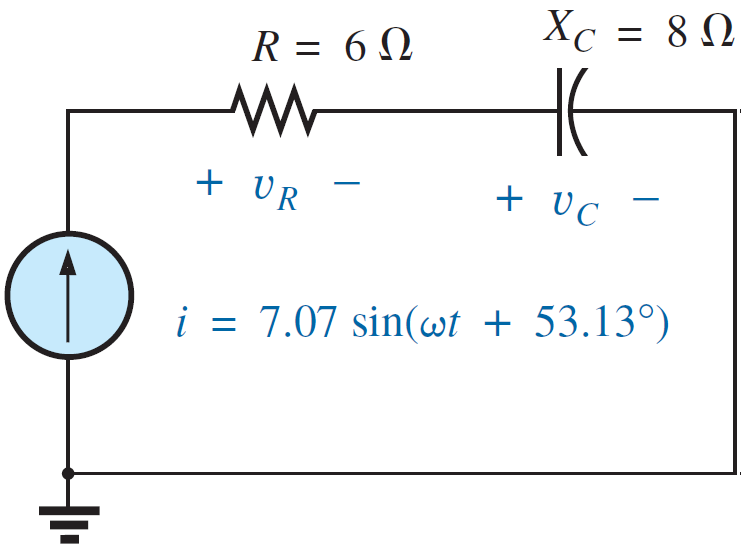 R = 6 Ω
X_C = 8 Ω
+ v_R −
+ v_C −
i = 7.07 sin(ωt + 53.13°)